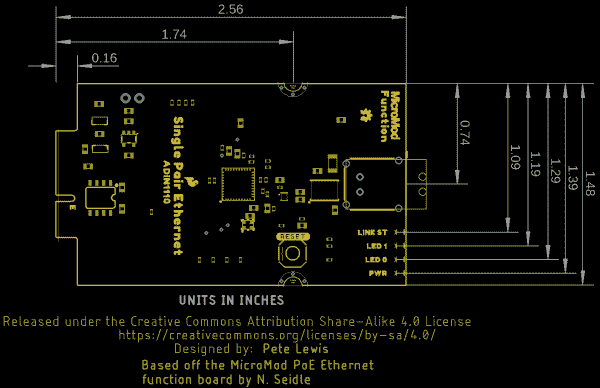 2.56
1.74
0.16
MicroMod
Function
Single Pair Ethernet
ADIN1110
0.74
1.09
1.19
1.29
1.39
1.48
E
LINK ST
LED 1
LED 0
PWR
RESET
UNITS IN INCHES
Released under the Creative Commons Attribution Share-Alike 4.0 License
https://creativecommons.org/licenses/by-sa/4.0/
Designed by: Pete Lewis
Based off the MicroMod PoE Ethernet
function board by N. Seidle